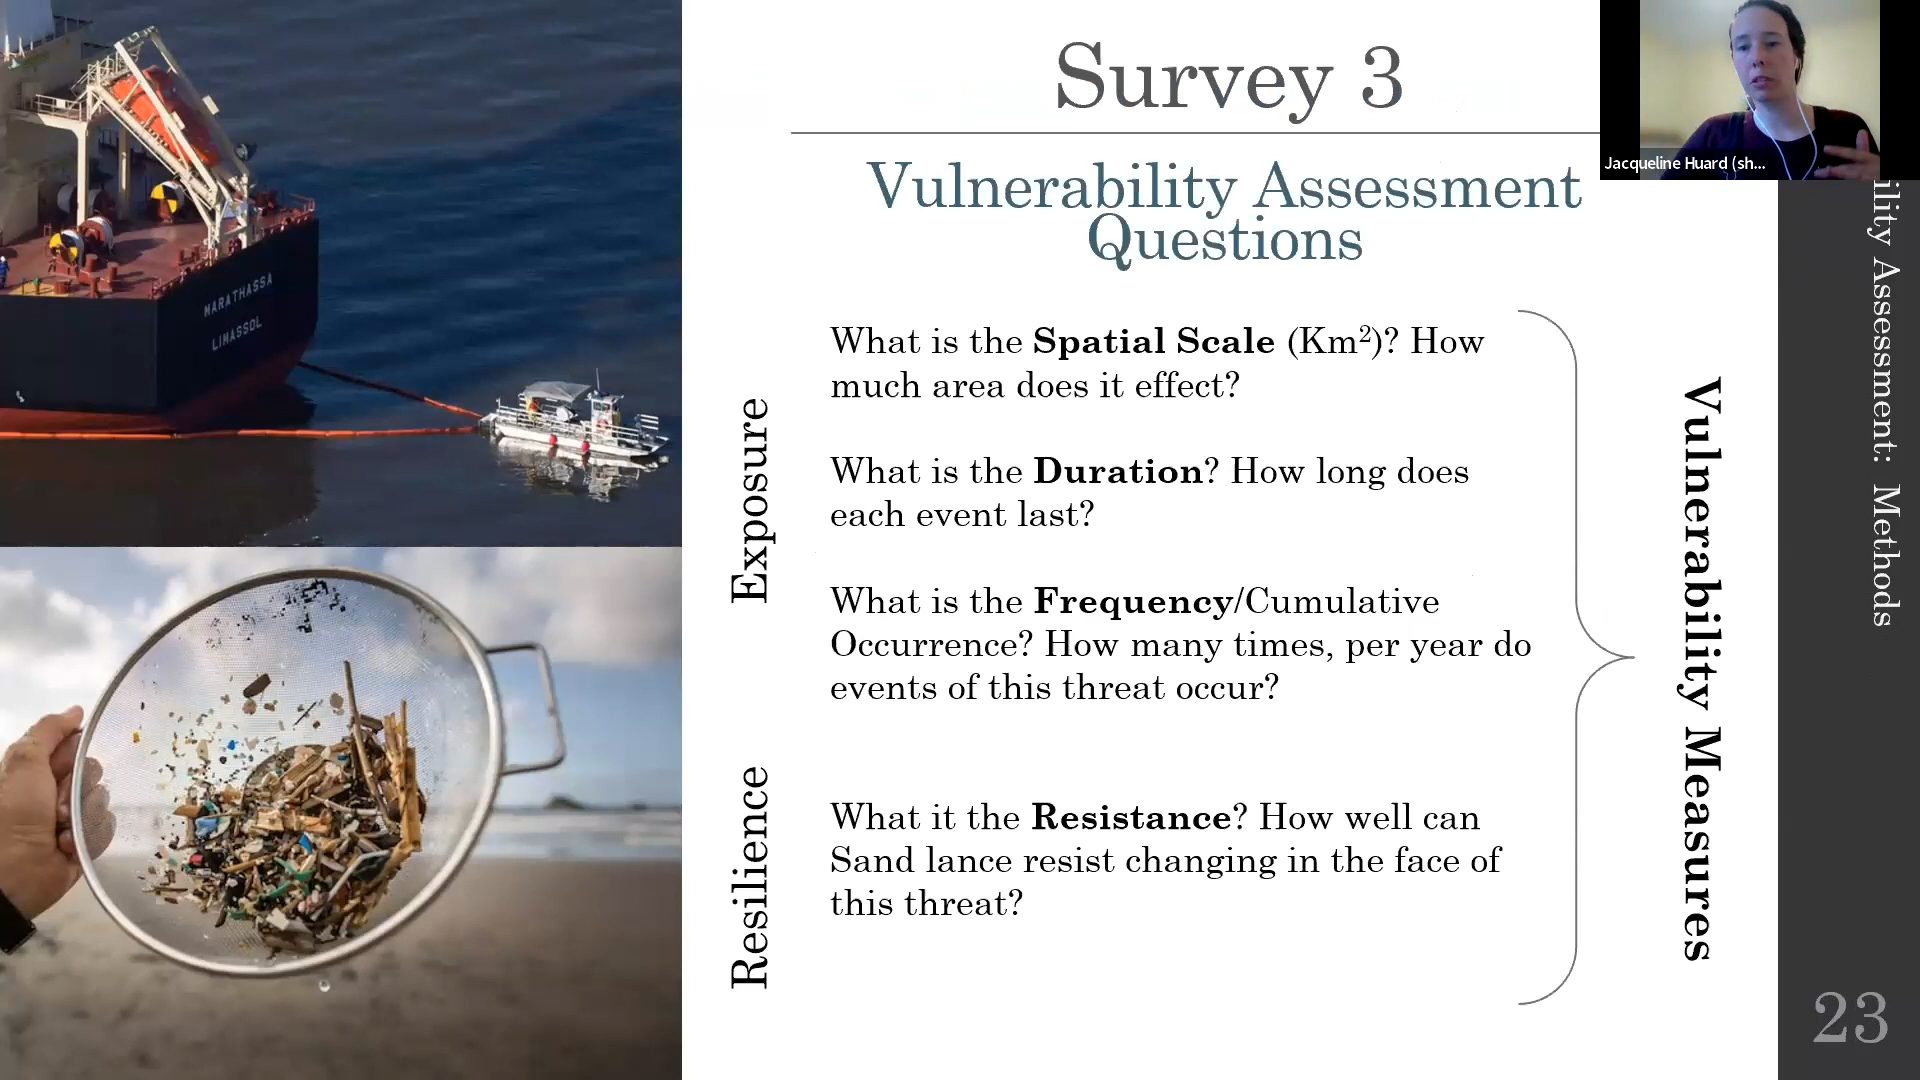 Survey 3
Jacqueline Huard (sh...
Vulnerability Assessment
Questions
MARATHASSA
LIMASSOL
Exposure
What is the Spatial Scale (Km²)? How
much area does it effect?
What is the Duration? How long does
each event last?
What is the Frequency/Cumulative
Occurrence? How many times, per year do
events of this threat occur?
Resilience
What it the Resistance? How well can
Sand lance resist changing in the face of
this threat?
Vulnerability Measures
ility Assessment: Methods
23